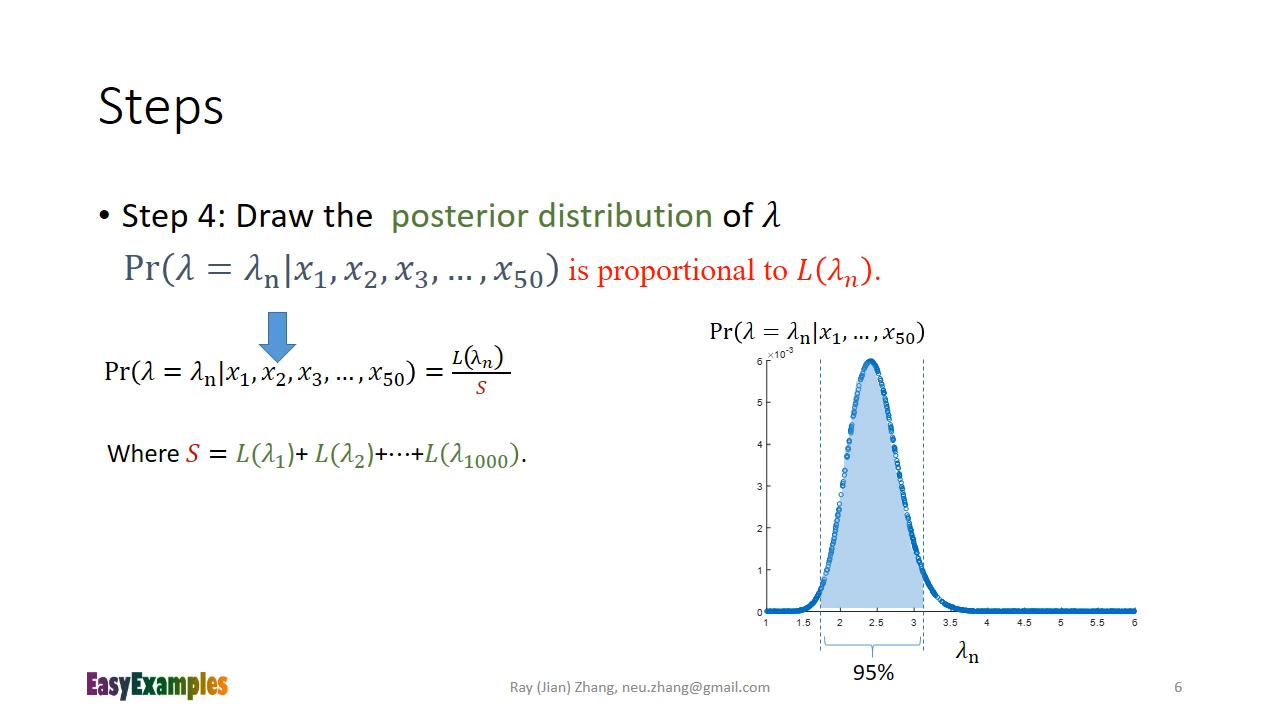 Steps
• Step 4: Draw the posterior distribution of λ
Pr(λ = λₙ|x₁, x₂, x₃, …, x₅₀) is proportional to L(λₙ).
Pr(λ = λₙ|x₁, x₂, x₃, …, x₅₀) = L(λₙ)/S
Where S = L(λ₁)+ L(λ₂)+⋯+L(λ₁₀₀₀).
Pr(λ = λₙ|x₁, …, x₅₀)
×10⁻³
6
5
4
3
2
1
0
1 1.5 2 2.5 3 3.5 4 4.5 5 5.5 6
λₙ
95%
EasyExamples
Ray (Jian) Zhang, neu.zhang@gmail.com
6